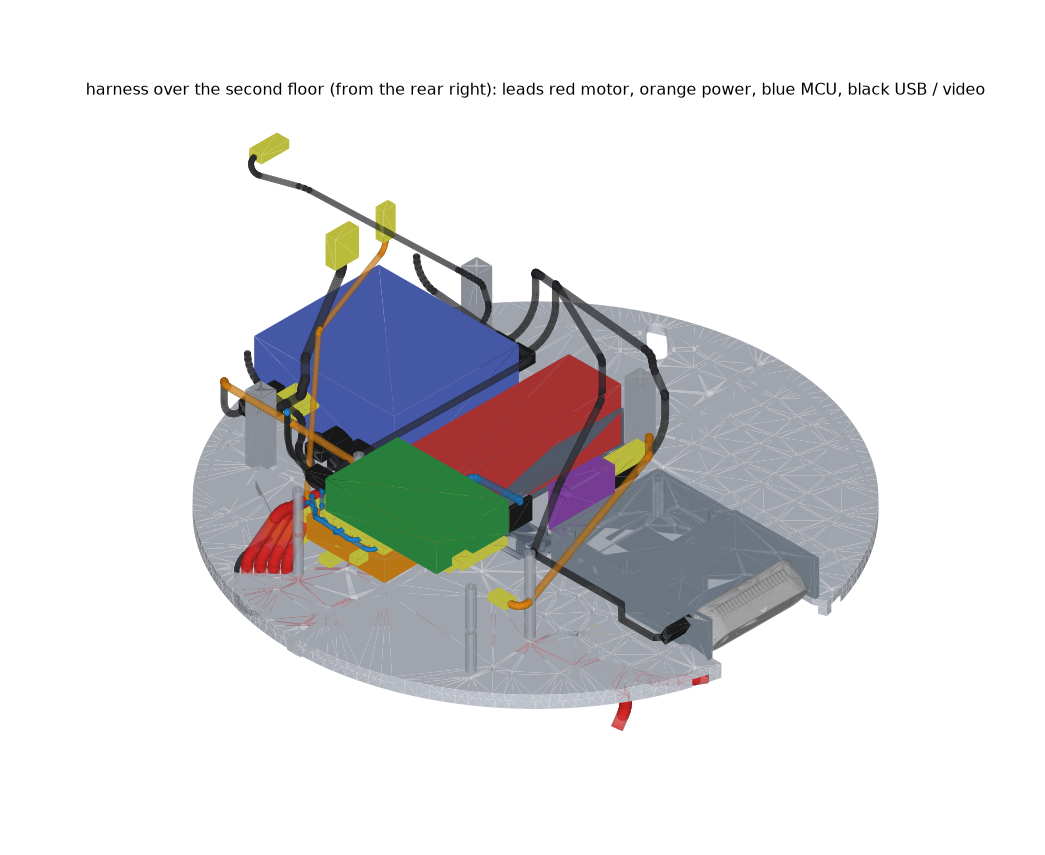 harness over the second floor (from the rear right): leads red motor, orange power, blue MCU, black USB / video